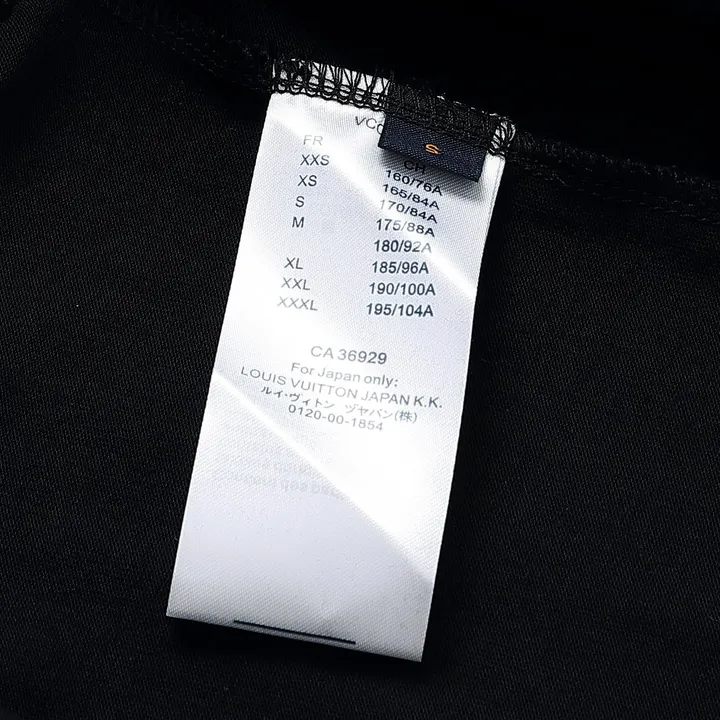 S
FR CH
XXS 160/76A
XS 165/84A
S 170/84A
M 175/88A
180/92A
XL 185/96A
XXL 190/100A
XXXL 195/104A
CA 36929
For Japan only:
LOUIS VUITTON JAPAN K.K.
ルイ・ヴィトン ヅャパン(株)
0120-00-1854